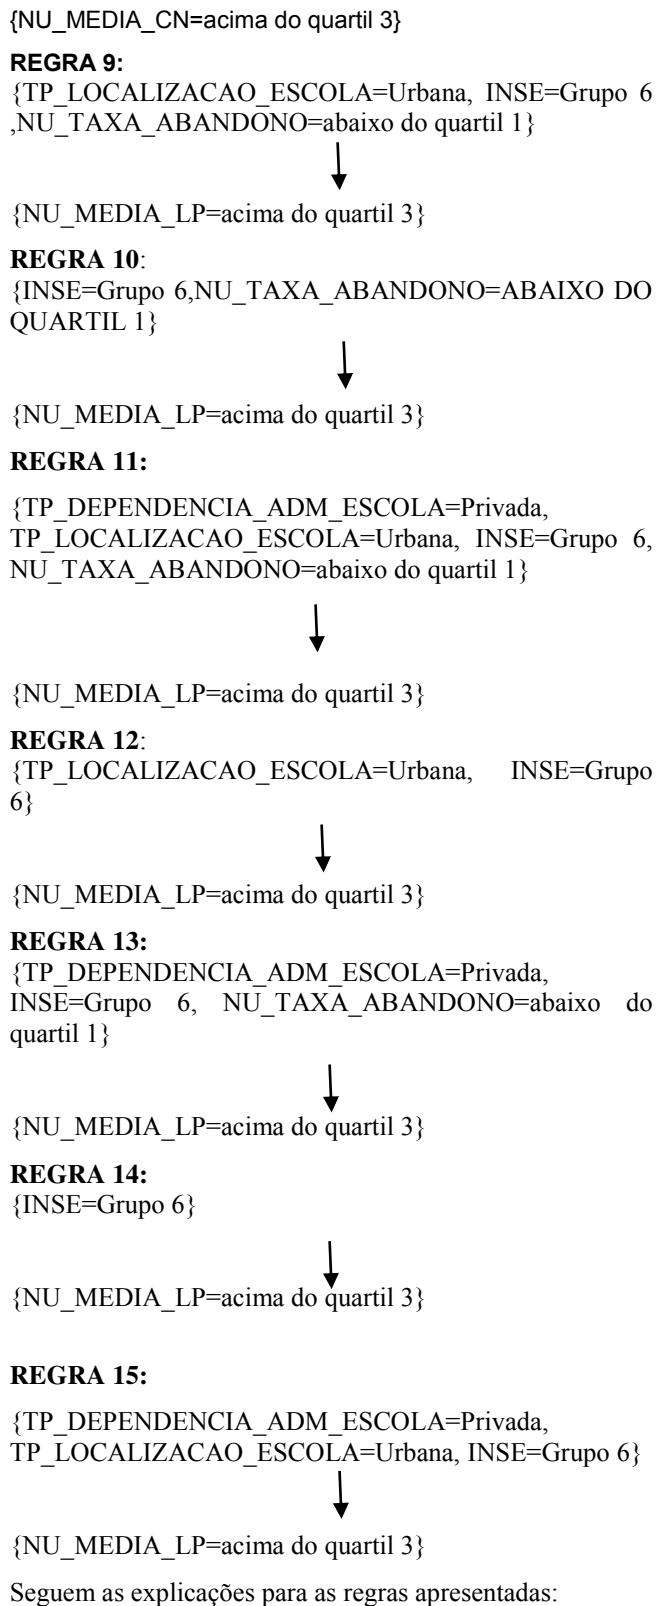 {NU_MEDIA_CN=acima do quartil 3}
REGRA 9:
{TP_LOCALIZACAO_ESCOLA=Urbana, INSE=Grupo 6
,NU_TAXA_ABANDONO=abaixo do quartil 1}
{NU_MEDIA_LP=acima do quartil 3}
REGRA 10:
{INSE=Grupo 6,NU_TAXA_ABANDONO=ABAIXO DO
QUARTIL 1}
{NU_MEDIA_LP=acima do quartil 3}
REGRA 11:
{TP_DEPENDENCIA_ADM_ESCOLA=Privada,
TP_LOCALIZACAO_ESCOLA=Urbana, INSE=Grupo 6,
NU_TAXA_ABANDONO=abaixo do quartil 1}
{NU_MEDIA_LP=acima do quartil 3}
REGRA 12:
{TP_LOCALIZACAO_ESCOLA=Urbana, INSE=Grupo
6}
{NU_MEDIA_LP=acima do quartil 3}
REGRA 13:
{TP_DEPENDENCIA_ADM_ESCOLA=Privada,
INSE=Grupo 6, NU_TAXA_ABANDONO=abaixo do
quartil 1}
{NU_MEDIA_LP=acima do quartil 3}
REGRA 14:
{INSE=Grupo 6}
{NU_MEDIA_LP=acima do quartil 3}
REGRA 15:
{TP_DEPENDENCIA_ADM_ESCOLA=Privada,
TP_LOCALIZACAO_ESCOLA=Urbana, INSE=Grupo 6}
{NU_MEDIA_LP=acima do quartil 3}
Seguem as explicações para as regras apresentadas: